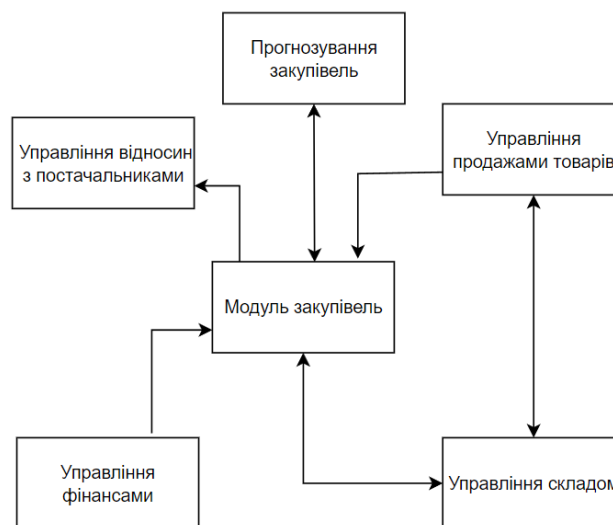 Прогнозування
закупівель
Управління відносин
з постачальниками
Управління
продажами товарів
Модуль закупівель
Управління
фінансами
Управління складом